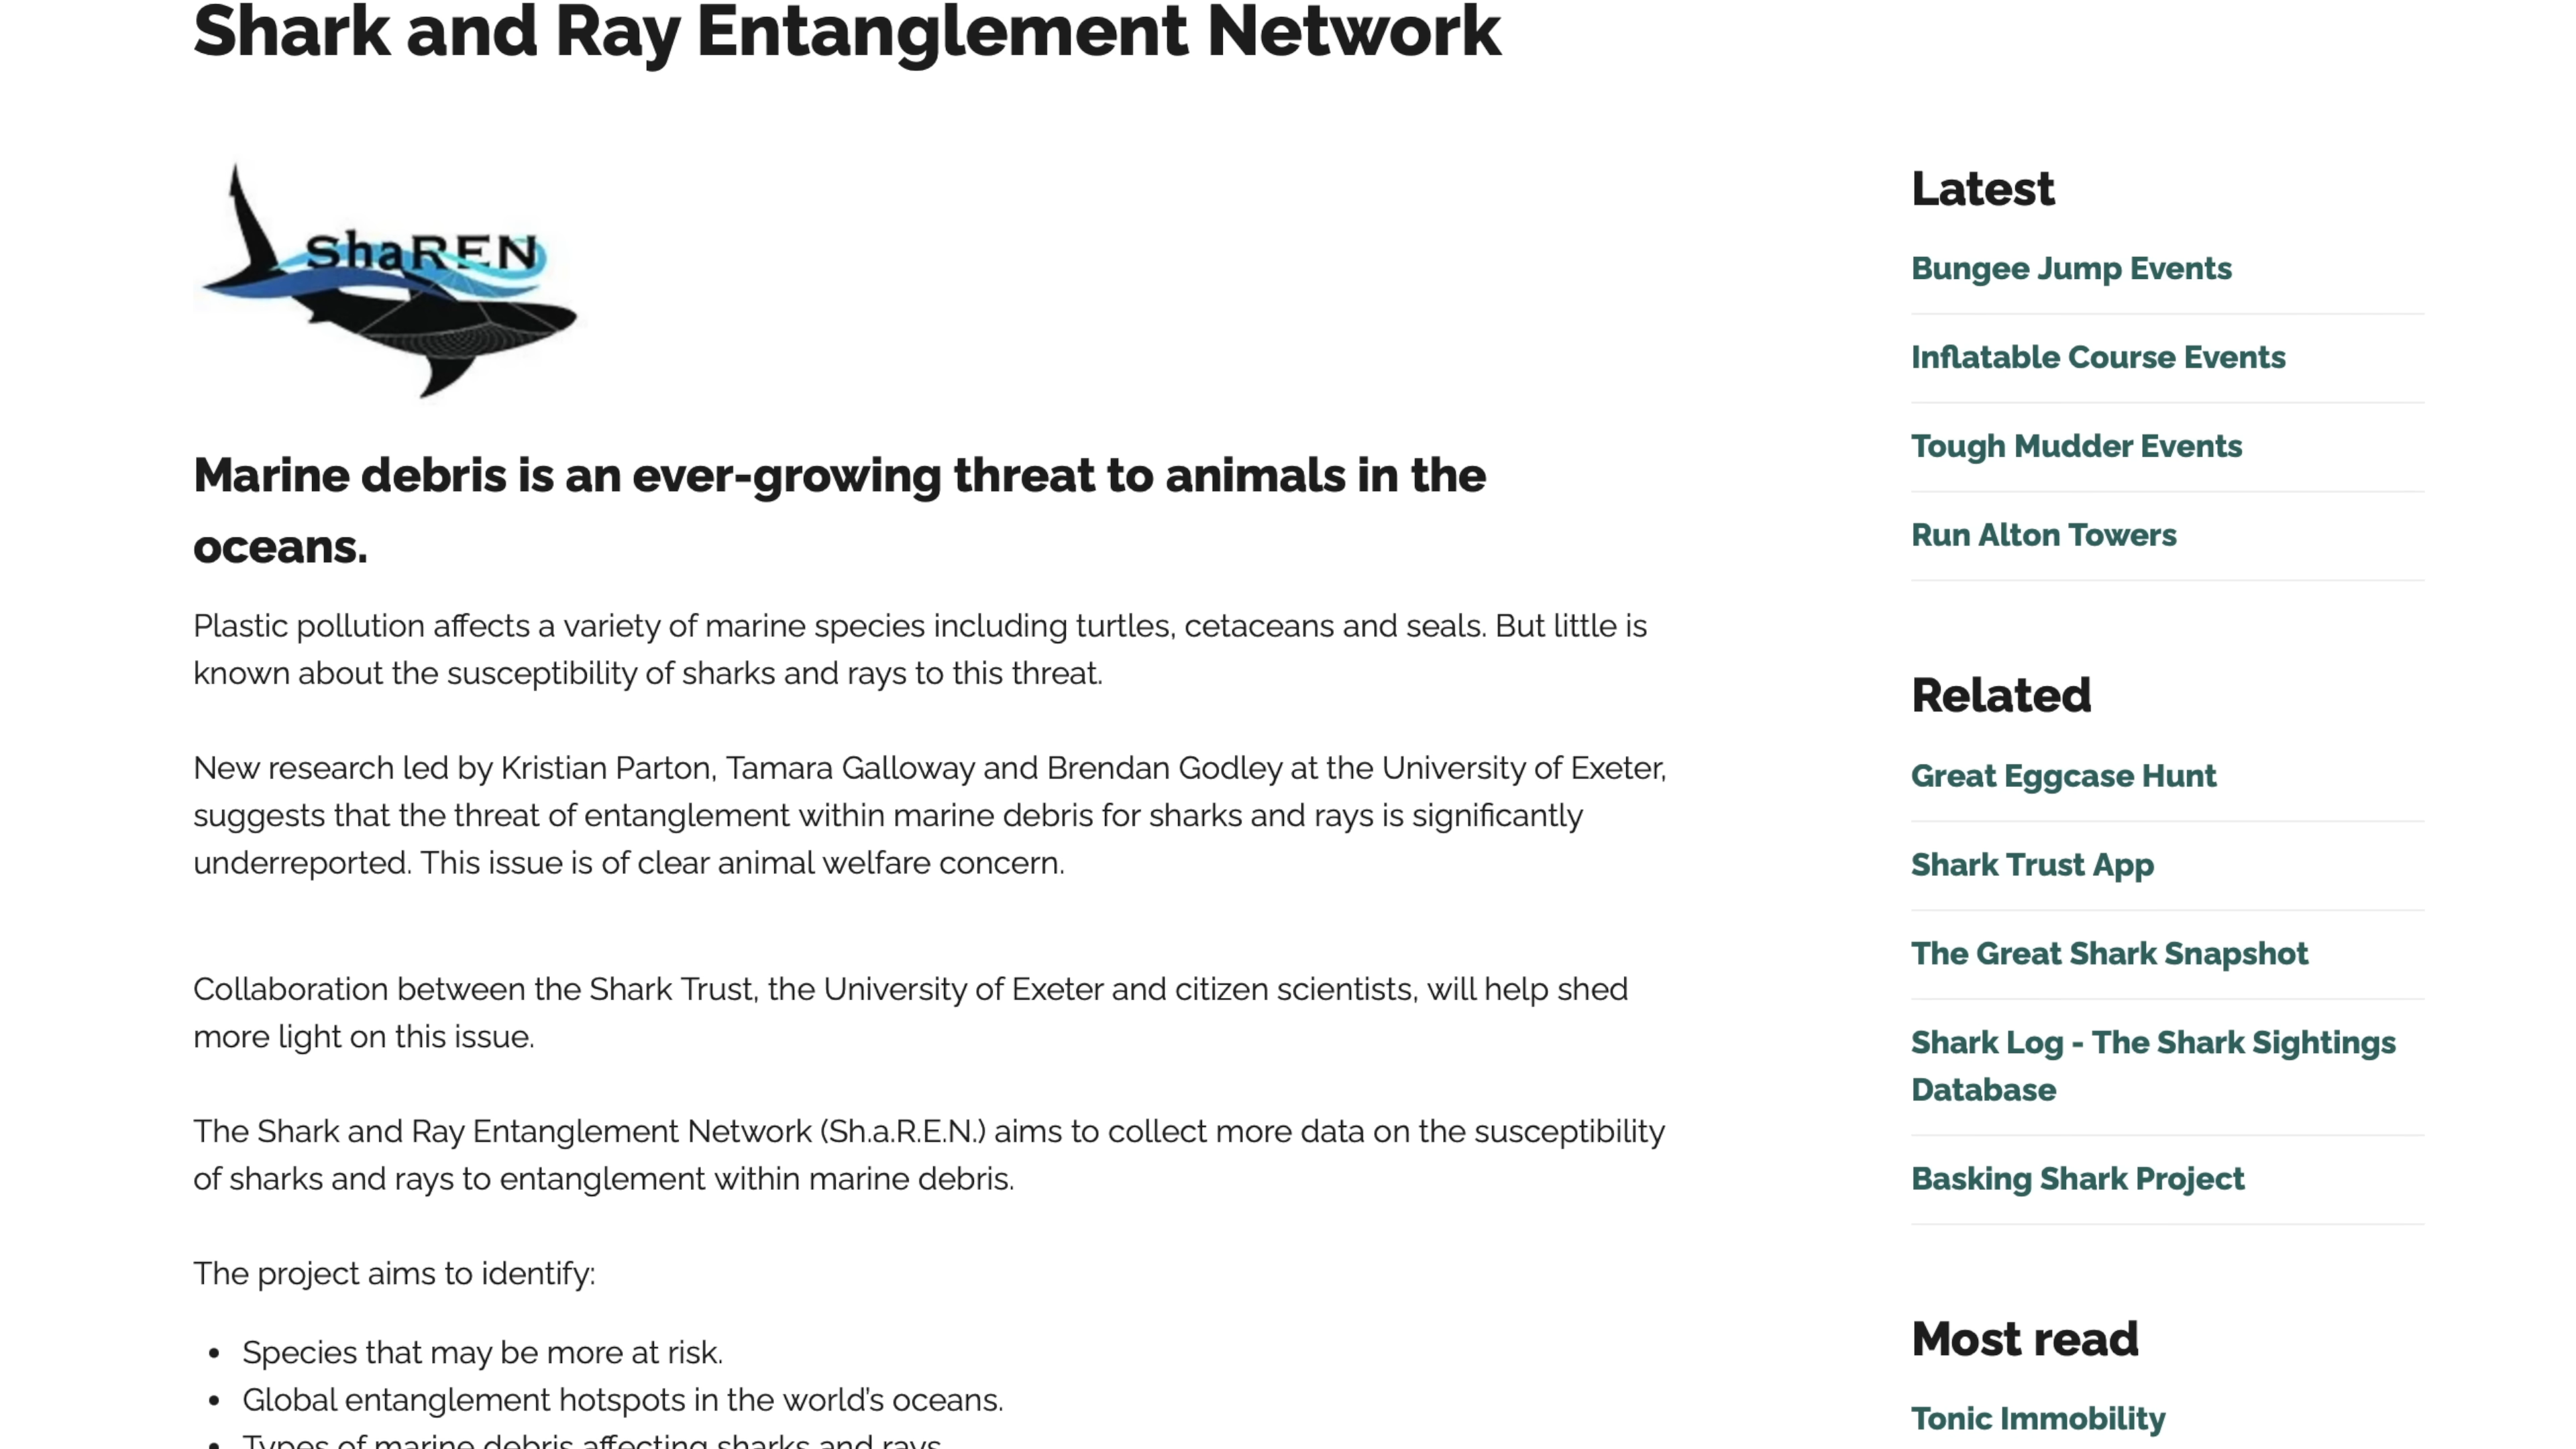 Shark and Ray Entanglement Network
ShaREN
Marine debris is an ever-growing threat to animals in the
oceans.
Plastic pollution affects a variety of marine species including turtles, cetaceans and seals. But little is
known about the susceptibility of sharks and rays to this threat.
New research led by Kristian Parton, Tamara Galloway and Brendan Godley at the University of Exeter,
suggests that the threat of entanglement within marine debris for sharks and rays is significantly
underreported. This issue is of clear animal welfare concern.
Collaboration between the Shark Trust, the University of Exeter and citizen scientists, will help shed
more light on this issue.
The Shark and Ray Entanglement Network (Sh.a.R.E.N.) aims to collect more data on the susceptibility
of sharks and rays to entanglement within marine debris.
The project aims to identify:
• Species that may be more at risk.
• Global entanglement hotspots in the world's oceans.
• Types of marine debris affecting sharks and rays.
Latest
Bungee Jump Events
Inflatable Course Events
Tough Mudder Events
Run Alton Towers
Related
Great Eggcase Hunt
Shark Trust App
The Great Shark Snapshot
Shark Log - The Shark Sightings
Database
Basking Shark Project
Most read
Tonic Immobility